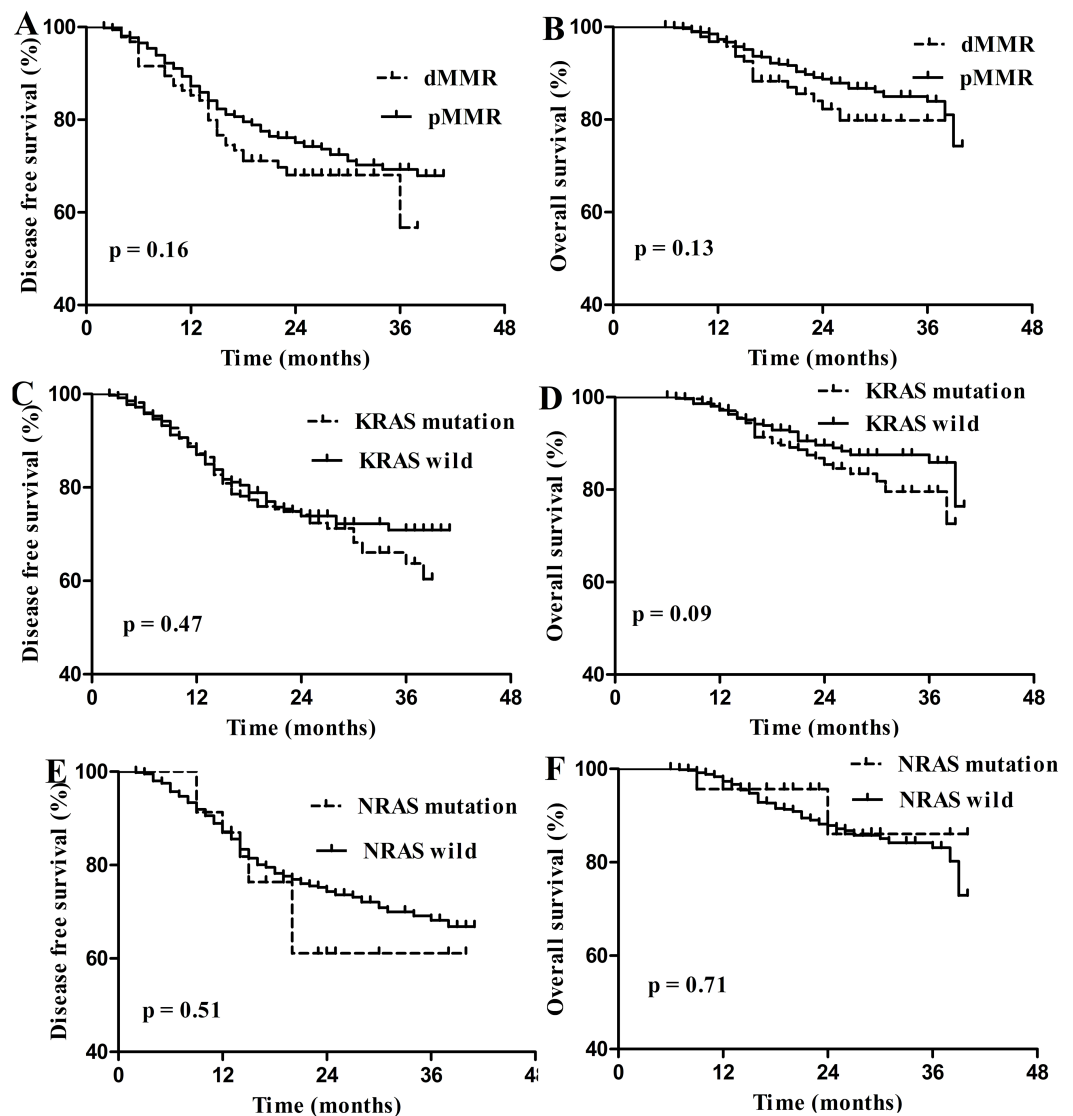 A
Disease free survival (%)
100
80
60
40
dMMR
pMMR
p = 0.16
0 12 24 36 48
Time (months)
B
Overall survival (%)
100
80
60
40
dMMR
pMMR
p = 0.13
0 12 24 36 48
Time (months)
C
Disease free survival (%)
100
80
60
40
KRAS mutation
KRAS wild
p = 0.47
0 12 24 36 48
Time (months)
D
Overall survival (%)
100
80
60
40
KRAS mutation
KRAS wild
p = 0.09
0 12 24 36 48
Time (months)
E
Disease free survival (%)
100
80
60
40
NRAS mutation
NRAS wild
p = 0.51
0 12 24 36
Time (months)
F
Overall survival (%)
100
80
60
40
NRAS mutation
NRAS wild
p = 0.71
0 12 24 36 48
Time (months)